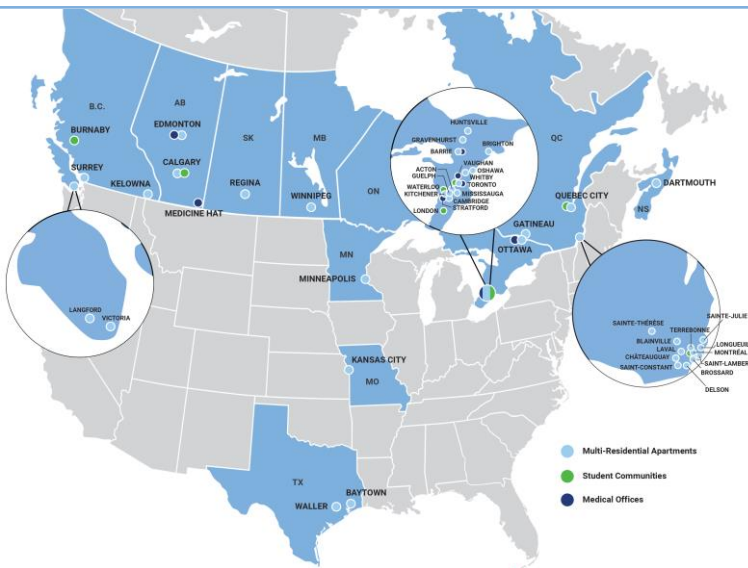 B.C.
AB
SK
MB
ON
QC
NS
BURNABY
EDMONTON
SURREY
CALGARY
KELOWNA
MEDICINE HAT
REGINA
WINNIPEG
HUNTSVILLE
GRAVENHURST
BARRIE
BRIGHTON
VAUGHAN
ACTON
OSHAWA
GUELPH
WHITBY
WATERLOO
TORONTO
KITCHENER
MISSISSAUGA
CAMBRIDGE
LONDON
STRATFORD
QUEBEC CITY
DARTMOUTH
GATINEAU
OTTAWA
LANGFORD
VICTORIA
MN
MINNEAPOLIS
KANSAS CITY
MO
TX
WALLER
BAYTOWN
SAINTE-JULIE
SAINTE-THÉRÈSE
TERREBONNE
BLAINVILLE
LONGUEUIL
LAVAL
MONTRÉAL
CHÂTEAUGUAY
SAINT-LAMBER
SAINT-CONSTANT
BROSSARD
DELSON
Multi-Residential Apartments
Student Communities
Medical Offices